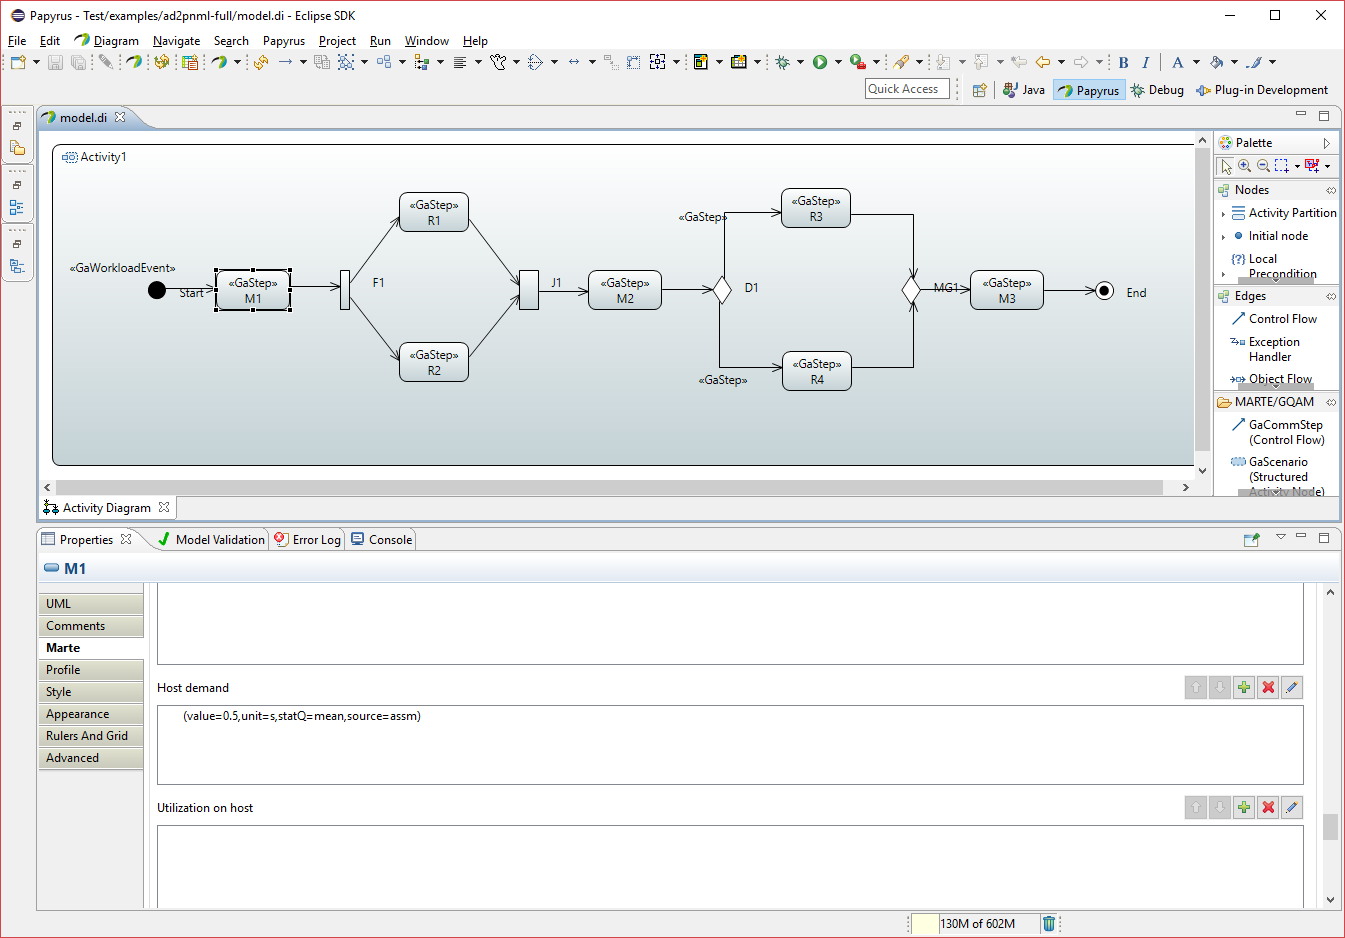 Papyrus - Test/examples/ad2pnml-full/model.di - Eclipse SDK
File Edit Diagram Navigate Search Papyrus Project Run Window Help
B I A
Quick Access Java Papyrus Debug Plug-in Development
model.di
Activity1
«GaStep»
R1
«GaStep»
R3
«GaStep»
«GaWorkloadEvent»
Start
«GaStep»
M1
F1
J1
«GaStep»
M2
D1
MG1
«GaStep»
M3
End
«GaStep»
R2
«GaStep»
R4
«GaStep»
Palette
Nodes
Activity Partition
Initial node
Local
Precondition
Edges
Control Flow
Exception
Handler
Object Flow
MARTE/GQAM
GaCommStep
(Control Flow)
GaScenario
(Structured
Activity Node)
Activity Diagram
Properties Model Validation Error Log Console
M1
UML
Comments
Marte
Profile
Style
Appearance
Rulers And Grid
Advanced
Host demand
(value=0.5,unit=s,statQ=mean,source=assm)
Utilization on host
130M of 602M